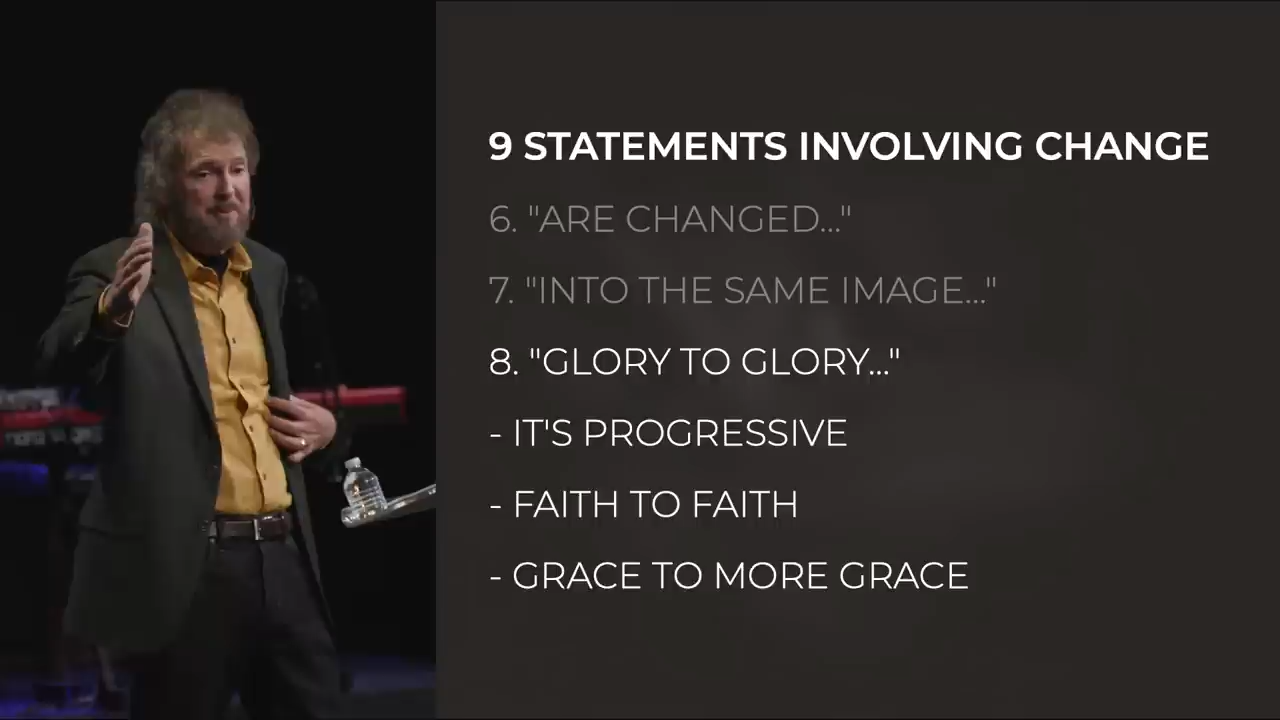 9 STATEMENTS INVOLVING CHANGE
6. "ARE CHANGED..."
7. "INTO THE SAME IMAGE..."
8. "GLORY TO GLORY..."
- IT'S PROGRESSIVE
- FAITH TO FAITH
- GRACE TO MORE GRACE